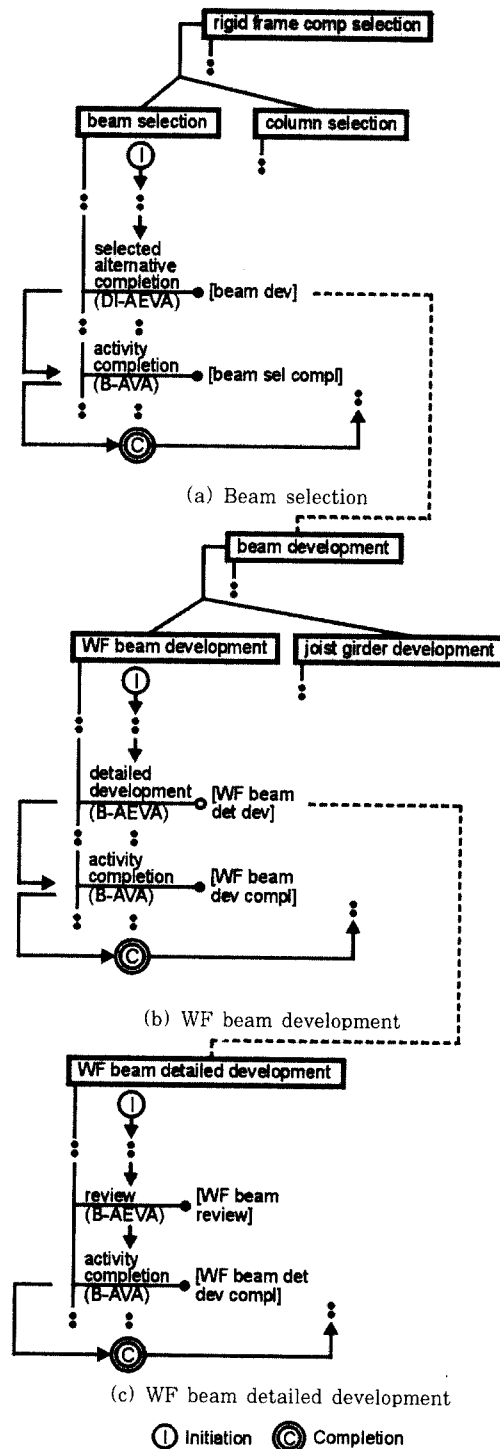 rigid frame comp selection
beam selection
column selection
I
selected
alternative
completion
(DI-AEVA)
[beam dev]
activity
completion
(B-AVA)
[beam sel compl]
C
(a) Beam selection
beam development
WF beam development
joist girder development
I
detailed
development
(B-AEVA)
[WF beam
det dev]
activity
completion
(B-AVA)
[WF beam
dev compl]
C
(b) WF beam development
WF beam detailed development
I
review
(B-AEVA)
[WF beam
review]
activity
completion
(B-AVA)
[WF beam det
dev compl]
C
(c) WF beam detailed development
I Initiation C Completion